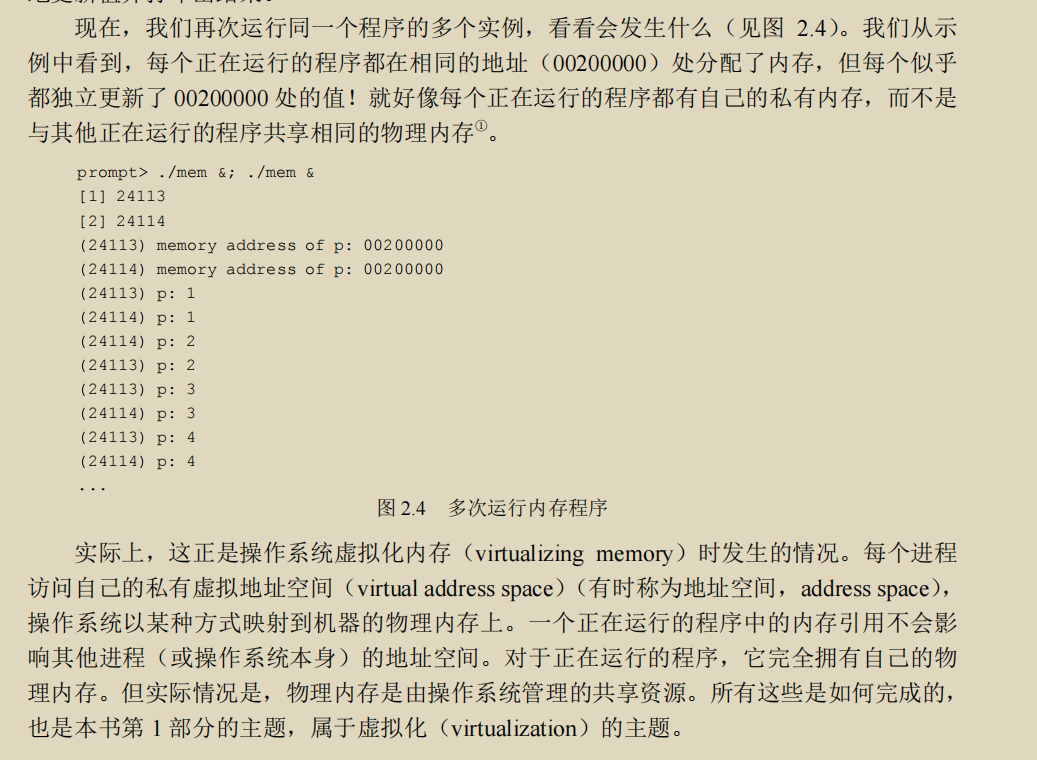 现在，我们再次运行同一个程序的多个实例，看看会发生什么（见图 2.4）。我们从示
例中看到，每个正在运行的程序都在相同的地址（00200000）处分配了内存，但每个似乎
都独立更新了 00200000 处的值！就好像每个正在运行的程序都有自己的私有内存，而不是
与其他正在运行的程序共享相同的物理内存①。
prompt> ./mem &; ./mem &
[1] 24113
[2] 24114
(24113) memory address of p: 00200000
(24114) memory address of p: 00200000
(24113) p: 1
(24114) p: 1
(24114) p: 2
(24113) p: 2
(24113) p: 3
(24114) p: 3
(24113) p: 4
(24114) p: 4
...
图 2.4 多次运行内存程序
实际上，这正是操作系统虚拟化内存（virtualizing memory）时发生的情况。每个进程
访问自己的私有虚拟地址空间（virtual address space）（有时称为地址空间，address space），
操作系统以某种方式映射到机器的物理内存上。一个正在运行的程序中的内存引用不会影
响其他进程（或操作系统本身）的地址空间。对于正在运行的程序，它完全拥有自己的物
理内存。但实际情况是，物理内存是由操作系统管理的共享资源。所有这些是如何完成的，
也是本书第 1 部分的主题，属于虚拟化（virtualization）的主题。